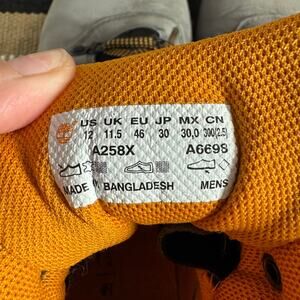 US UK EU JP MX CN
12 11.5 46 30 30,0 300(2.5)
A258X A669S
MADE BANGLADESH MENS